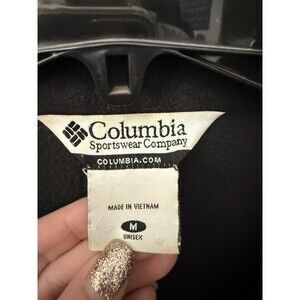 Columbia
Sportswear Company
COLUMBIA.COM
MADE IN VIETNAM
M
UNISEX